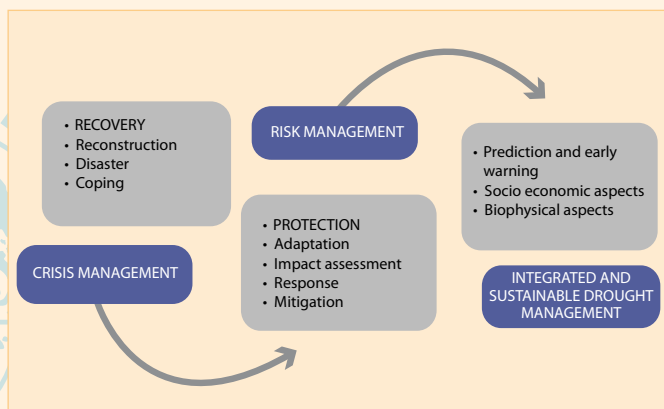 • RECOVERY
• Reconstruction
• Disaster
• Coping
CRISIS MANAGEMENT
RISK MANAGEMENT
• PROTECTION
• Adaptation
• Impact assessment
• Response
• Mitigation
• Prediction and early
warning
• Socio economic aspects
• Biophysical aspects
INTEGRATED AND
SUSTAINABLE DROUGHT
MANAGEMENT